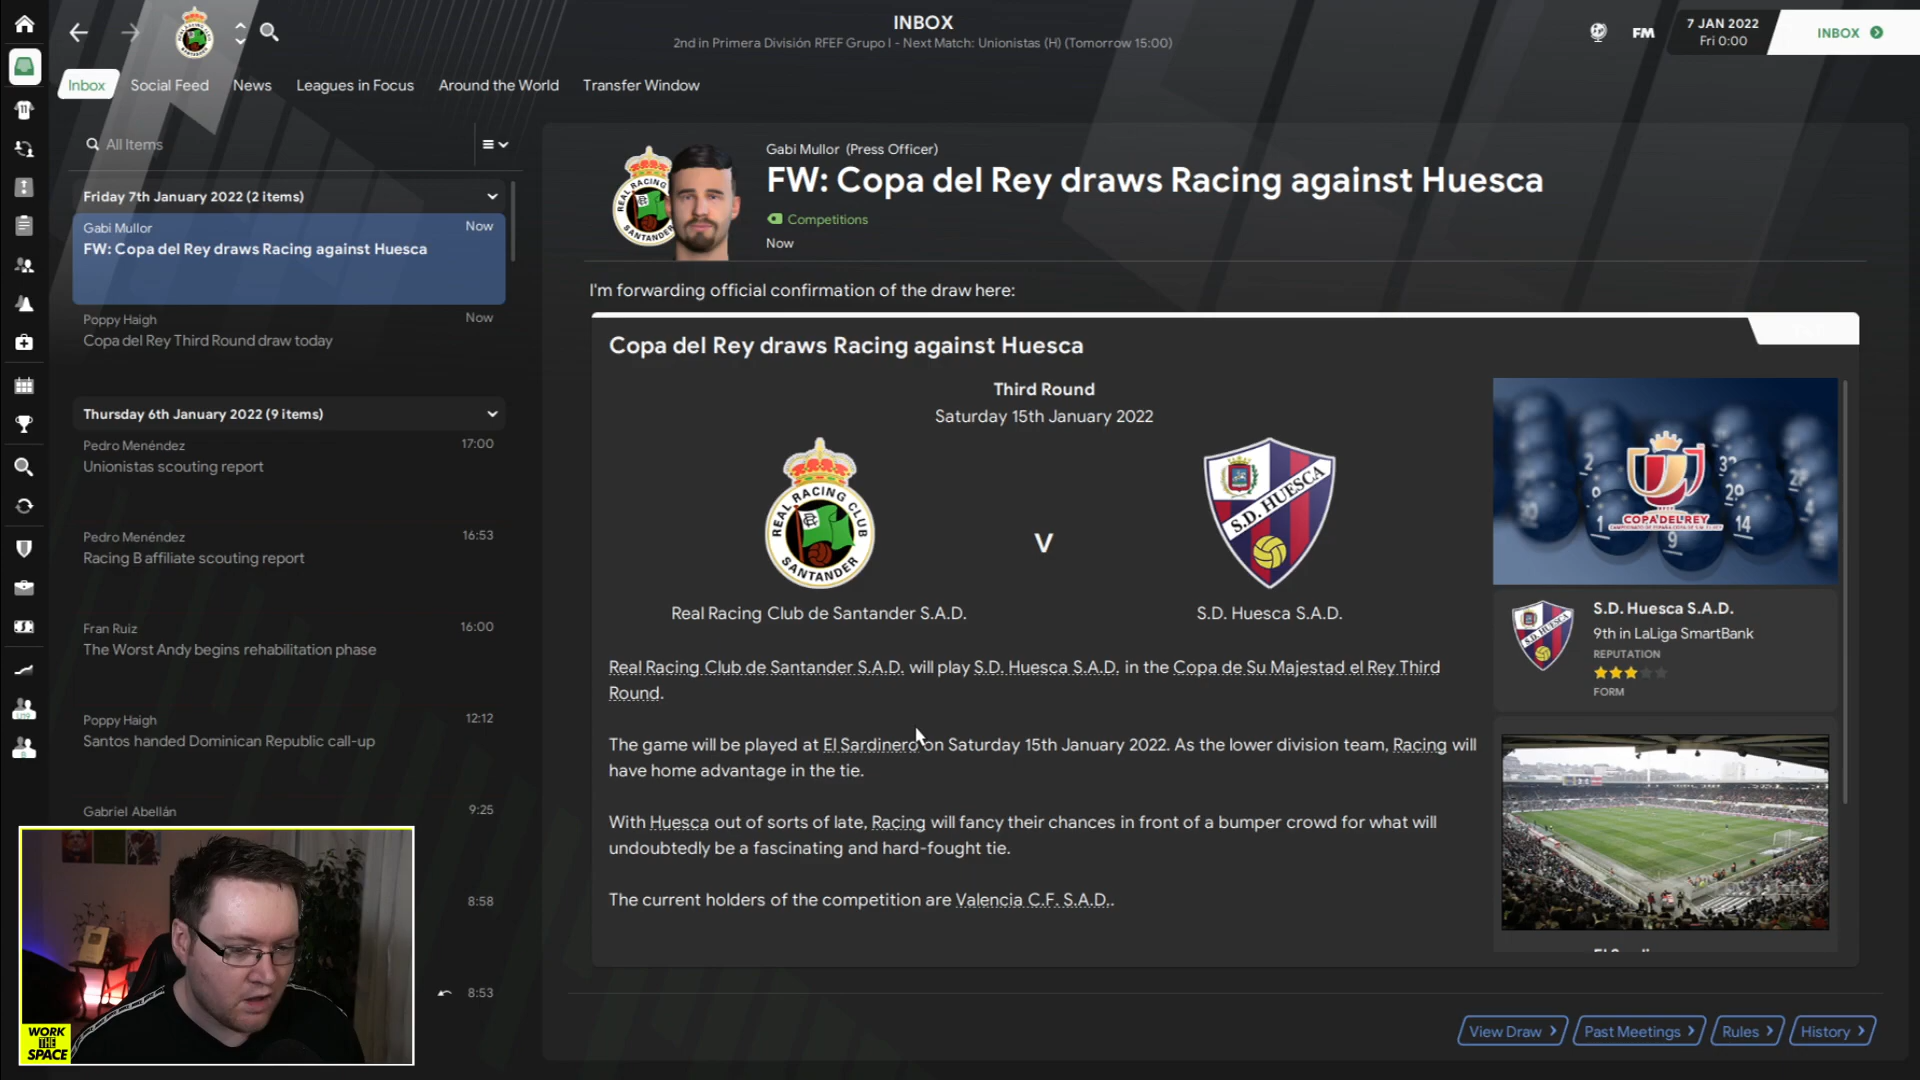 INBOX
2nd in Primera División RFEF Grupo I - Next Match: Unionistas (H) (Tomorrow 15:00)
FM
7 JAN 2022
Fri 0:00
INBOX
Inbox
Social Feed
News
Leagues in Focus
Around the World
Transfer Window
All Items
Friday 7th January 2022 (2 items)
Gabi Mullor
Now
FW: Copa del Rey draws Racing against Huesca
Poppy Haigh
Now
Copa del Rey Third Round draw today
Thursday 6th January 2022 (9 items)
Pedro Menéndez
17:00
Unionistas scouting report
Pedro Menéndez
16:53
Racing B affiliate scouting report
Fran Ruiz
16:00
The Worst Andy begins rehabilitation phase
Poppy Haigh
12:12
Santos handed Dominican Republic call-up
Gabriel Abellán
9:25
8:58
8:53
WORK
THE
SPACE
Gabi Mullor (Press Officer)
FW: Copa del Rey draws Racing against Huesca
Competitions
Now
I'm forwarding official confirmation of the draw here:
Copa del Rey draws Racing against Huesca
Third Round
Saturday 15th January 2022
REAL RACING CLUB
SANTANDER
V
S.D. HUESCA
Real Racing Club de Santander S.A.D.
S.D. Huesca S.A.D.
Real Racing Club de Santander S.A.D. will play S.D. Huesca S.A.D. in the Copa de Su Majestad el Rey Third
Round.
The game will be played at El Sardinero on Saturday 15th January 2022. As the lower division team, Racing will
have home advantage in the tie.
With Huesca out of sorts of late, Racing will fancy their chances in front of a bumper crowd for what will
undoubtedly be a fascinating and hard-fought tie.
The current holders of the competition are Valencia C.F. S.A.D..
COPA DEL REY
S.D. Huesca S.A.D.
9th in LaLiga SmartBank
REPUTATION
FORM
View Draw
Past Meetings
Rules
History